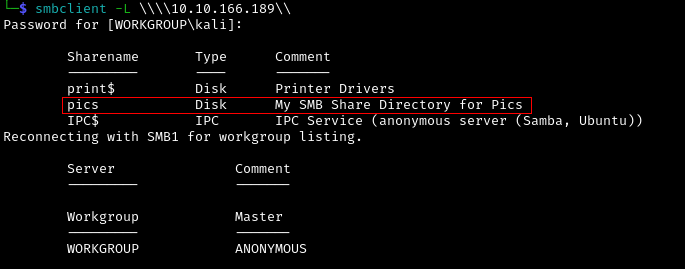 └─$ smbclient -L \\\\10.10.166.189\\
Password for [WORKGROUP\kali]:
Sharename Type Comment
--------- ---- -------
print$ Disk Printer Drivers
pics Disk My SMB Share Directory for Pics
IPC$ IPC IPC Service (anonymous server (Samba, Ubuntu))
Reconnecting with SMB1 for workgroup listing.
Server Comment
--------- -------
Workgroup Master
--------- -------
WORKGROUP ANONYMOUS